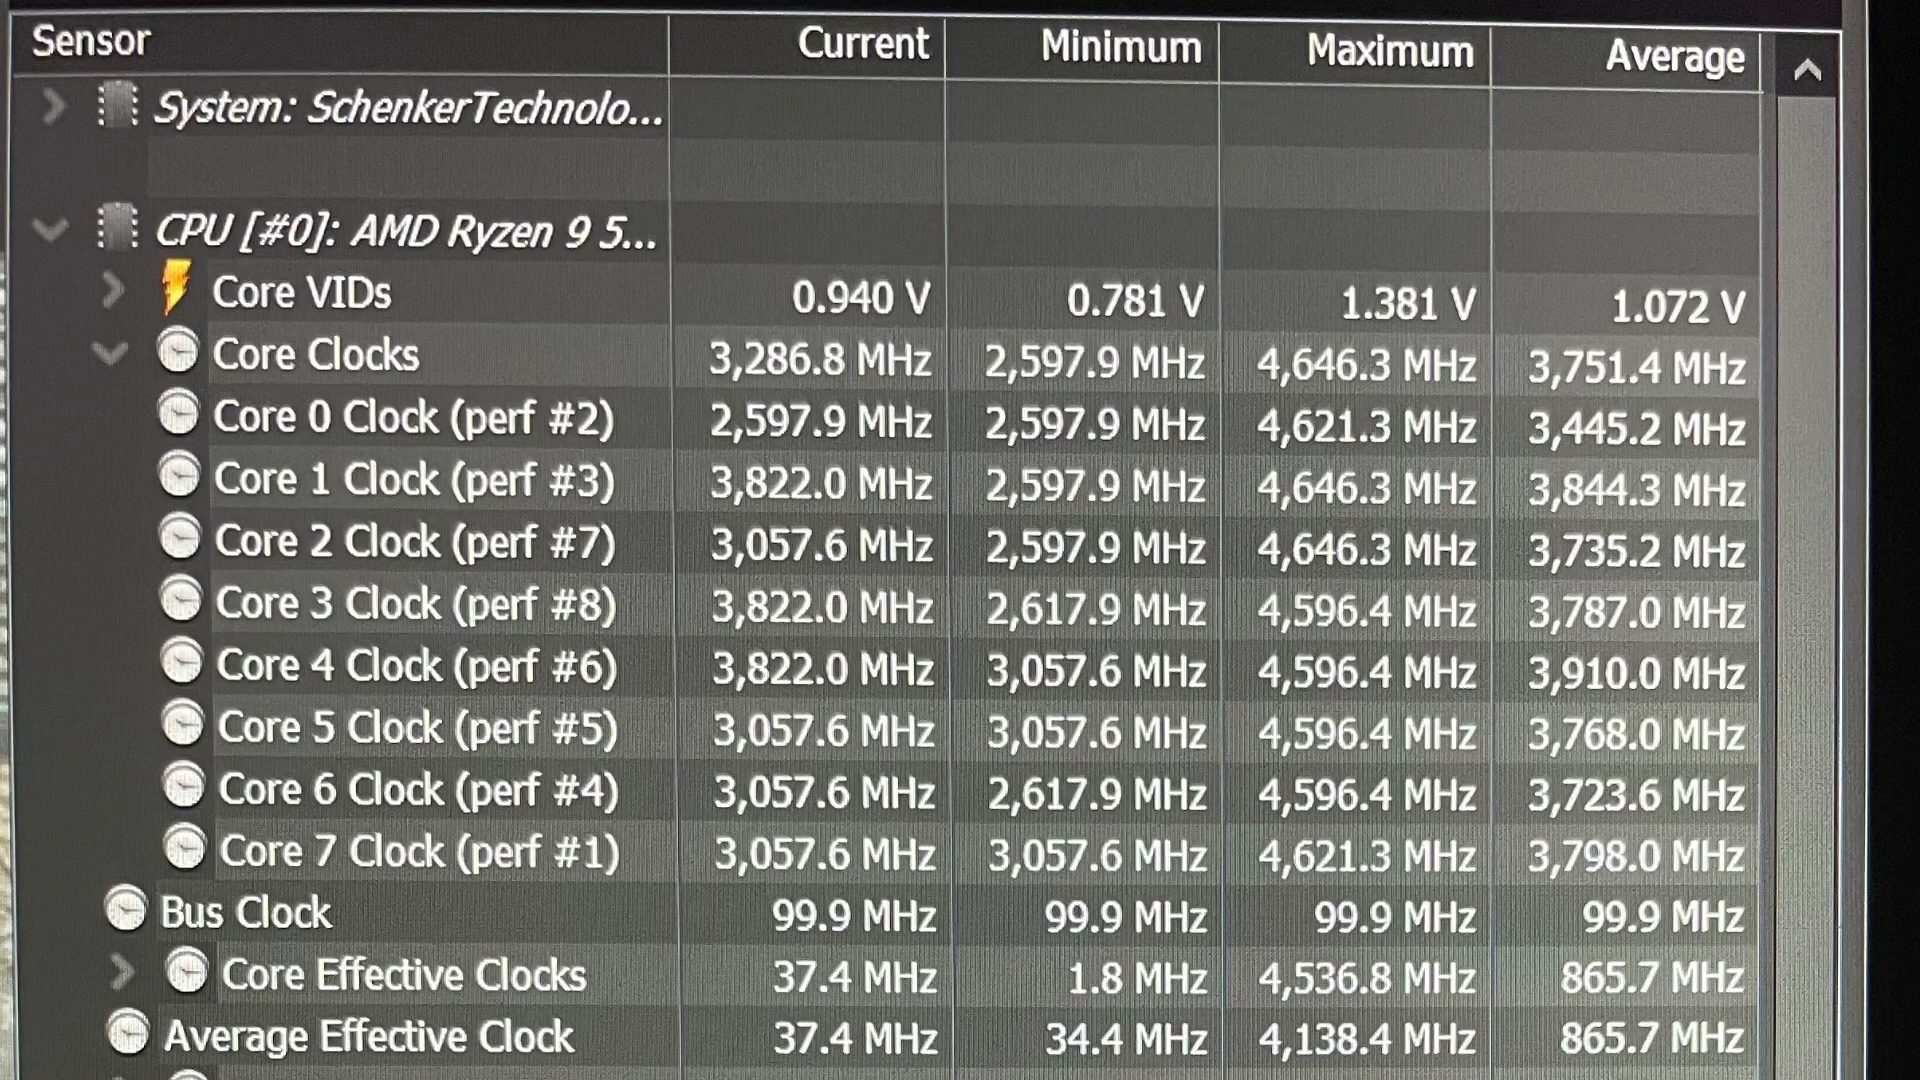 Sensor Current Minimum Maximum Average
System: SchenkerTechnolo...
CPU [#0]: AMD Ryzen 9 5...
Core VIDs 0.940 V 0.781 V 1.381 V 1.072 V
Core Clocks 3,286.8 MHz 2,597.9 MHz 4,646.3 MHz 3,751.4 MHz
Core 0 Clock (perf #2) 2,597.9 MHz 2,597.9 MHz 4,621.3 MHz 3,445.2 MHz
Core 1 Clock (perf #3) 3,822.0 MHz 2,597.9 MHz 4,646.3 MHz 3,844.3 MHz
Core 2 Clock (perf #7) 3,057.6 MHz 2,597.9 MHz 4,646.3 MHz 3,735.2 MHz
Core 3 Clock (perf #8) 3,822.0 MHz 2,617.9 MHz 4,596.4 MHz 3,787.0 MHz
Core 4 Clock (perf #6) 3,822.0 MHz 3,057.6 MHz 4,596.4 MHz 3,910.0 MHz
Core 5 Clock (perf #5) 3,057.6 MHz 3,057.6 MHz 4,596.4 MHz 3,768.0 MHz
Core 6 Clock (perf #4) 3,057.6 MHz 2,617.9 MHz 4,596.4 MHz 3,723.6 MHz
Core 7 Clock (perf #1) 3,057.6 MHz 3,057.6 MHz 4,621.3 MHz 3,798.0 MHz
Bus Clock 99.9 MHz 99.9 MHz 99.9 MHz 99.9 MHz
Core Effective Clocks 37.4 MHz 1.8 MHz 4,536.8 MHz 865.7 MHz
Average Effective Clock 37.4 MHz 34.4 MHz 4,138.4 MHz 865.7 MHz